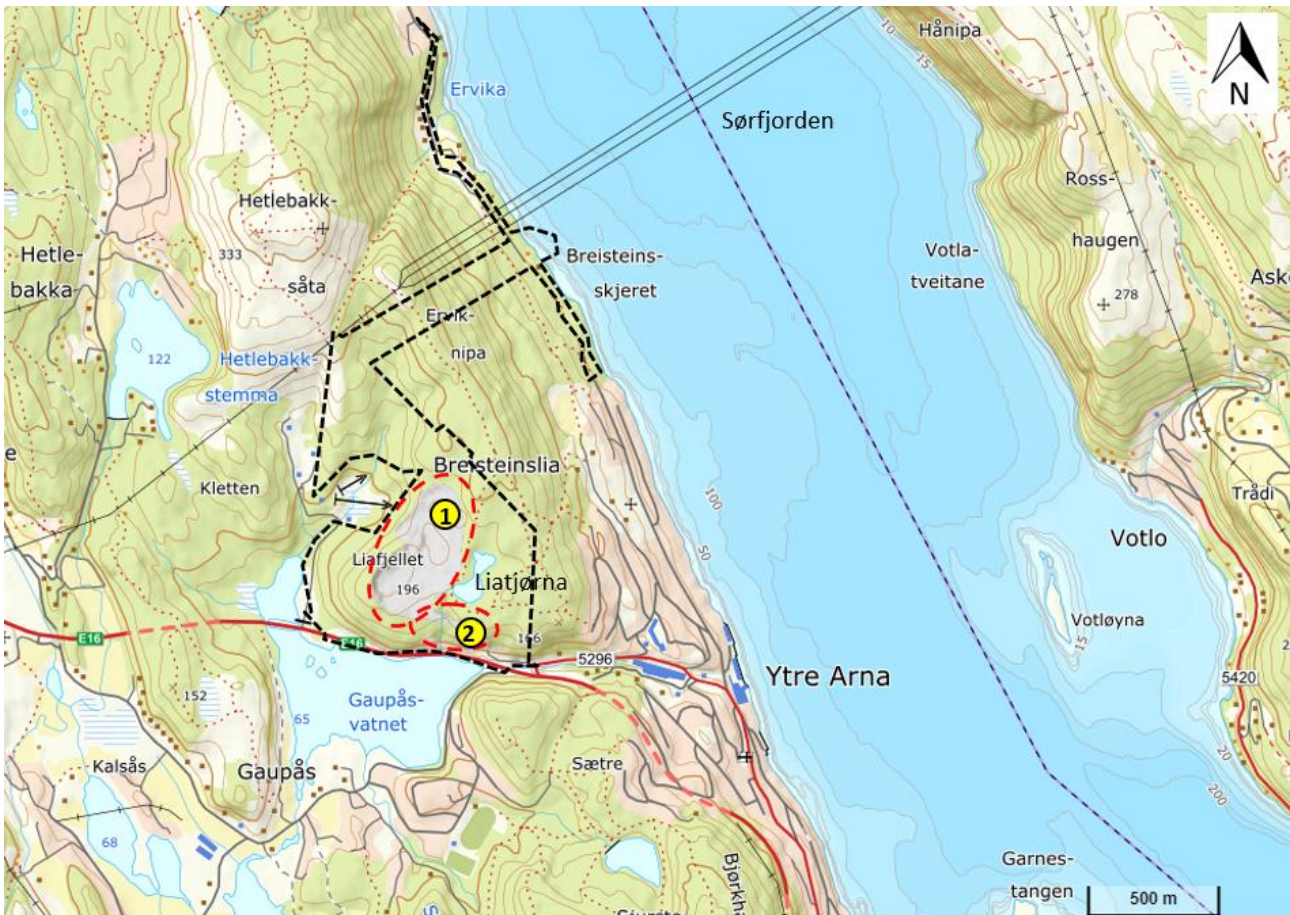 Hånipa
10
15
N
Ervika
Sørfjorden
Ross-
haugen
Hetlebakk-
såta
333
Hetle-
bakka
Breisteins-
skjeret
Votla-
tveitane
278
Ervik-
nipa
122
Hetlebakk-
stemma
Breisteinslia
Kletten
100
Trådi
1
50
Votlo
Liafjellet
196
Liatjørna
Votløyna
15
2
166
E16
E16
5296
5420
Ytre Arna
152
65
Gaupås-
vatnet
Kalsås
Gaupås
Sætre
20
200
68
Garnes-
tangen
500 m